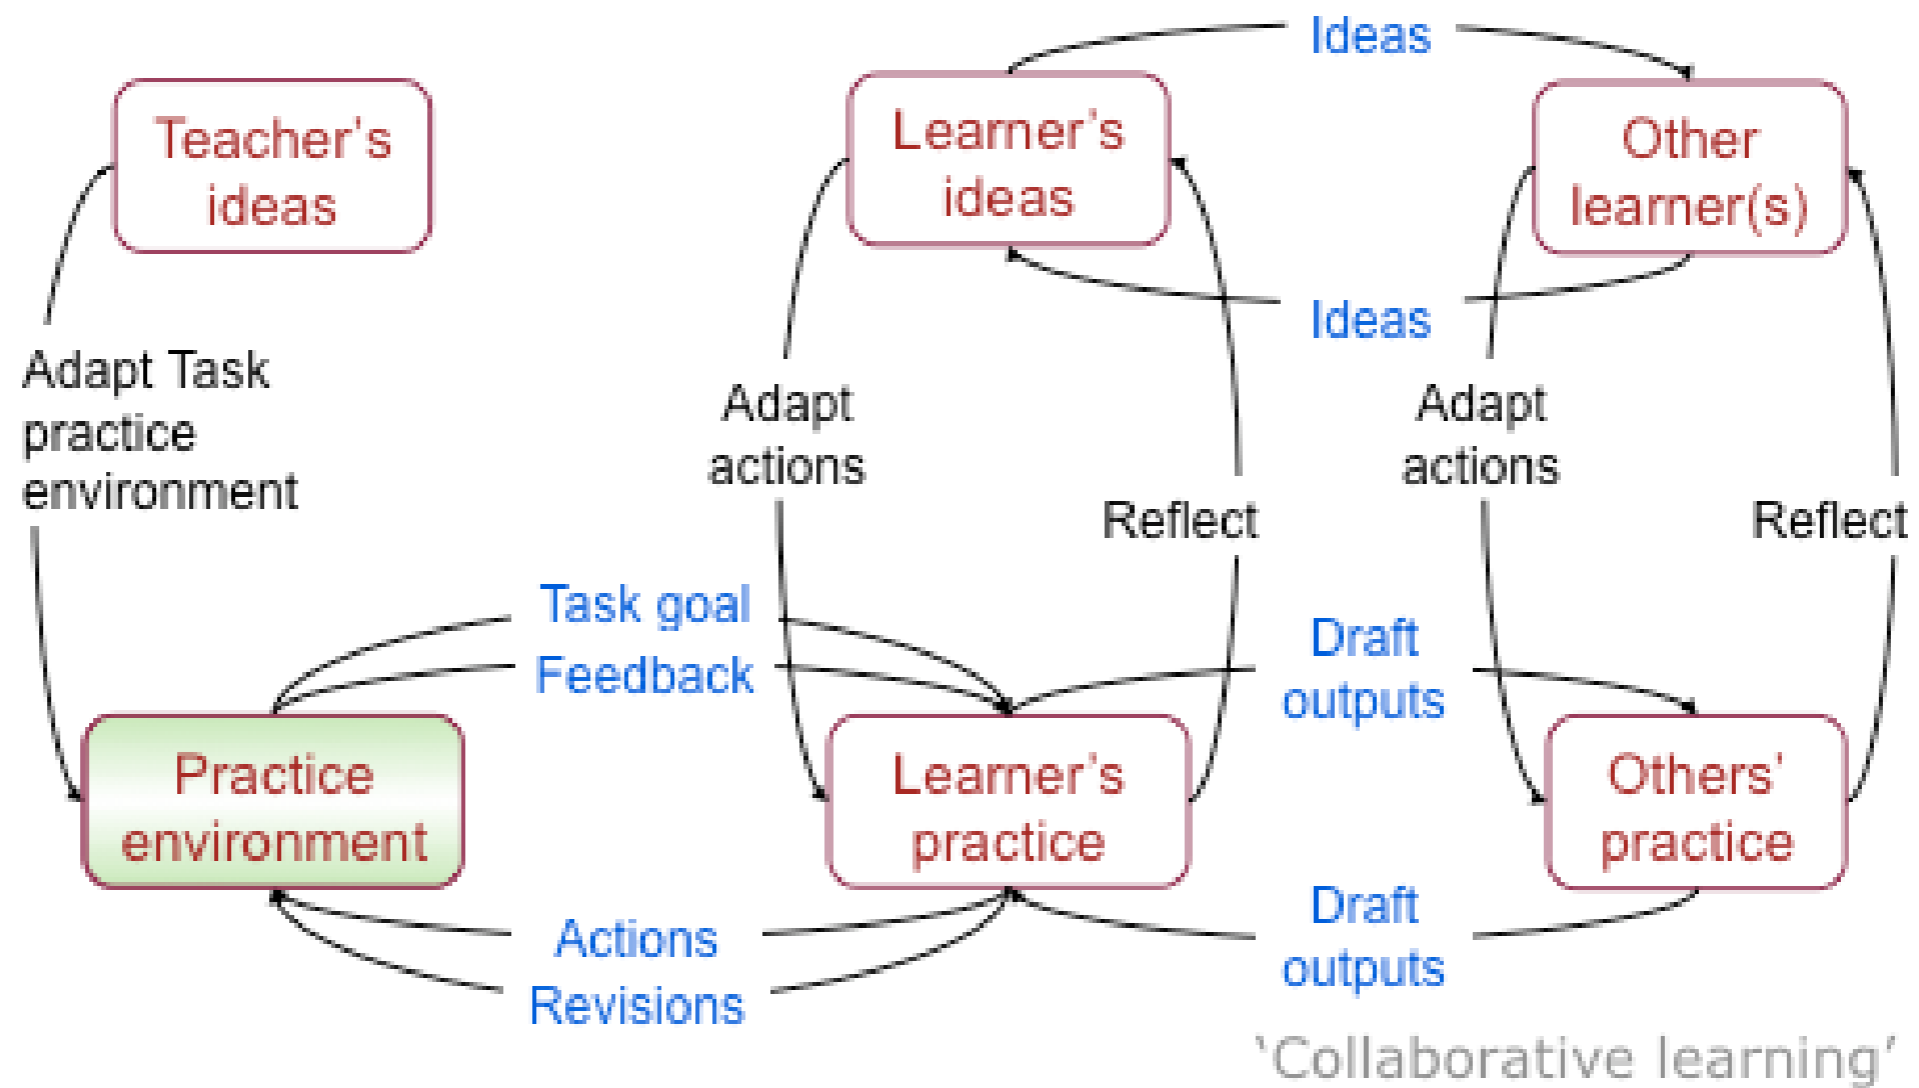 Ideas
Teacher's
ideas
Learner's
ideas
Other
learner(s)
Ideas
Adapt Task
practice
environment
Adapt
actions
Reflect
Adapt
actions
Reflect
Task goal
Feedback
Draft
outputs
Practice
environment
Learner's
practice
Others'
practice
Actions
Revisions
Draft
outputs
‘Collaborative learning’